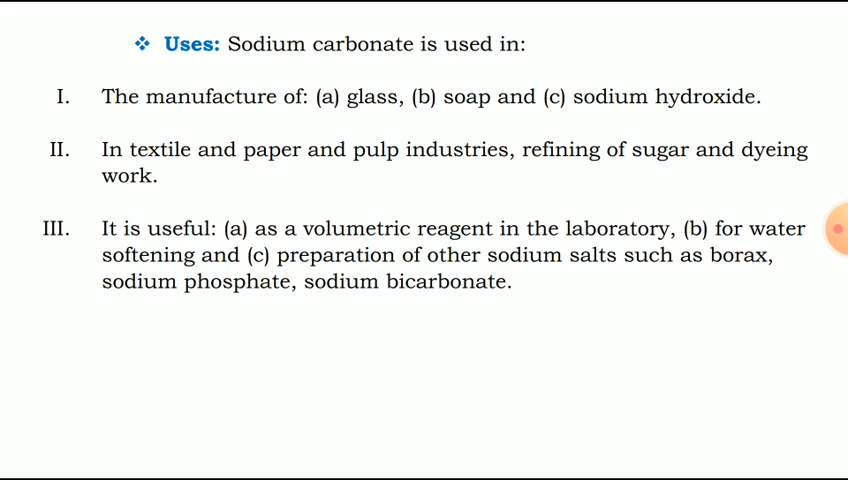 ❖ Uses: Sodium carbonate is used in:
I. The manufacture of: (a) glass, (b) soap and (c) sodium hydroxide.
II. In textile and paper and pulp industries, refining of sugar and dyeing
work.
III. It is useful: (a) as a volumetric reagent in the laboratory, (b) for water
softening and (c) preparation of other sodium salts such as borax,
sodium phosphate, sodium bicarbonate.